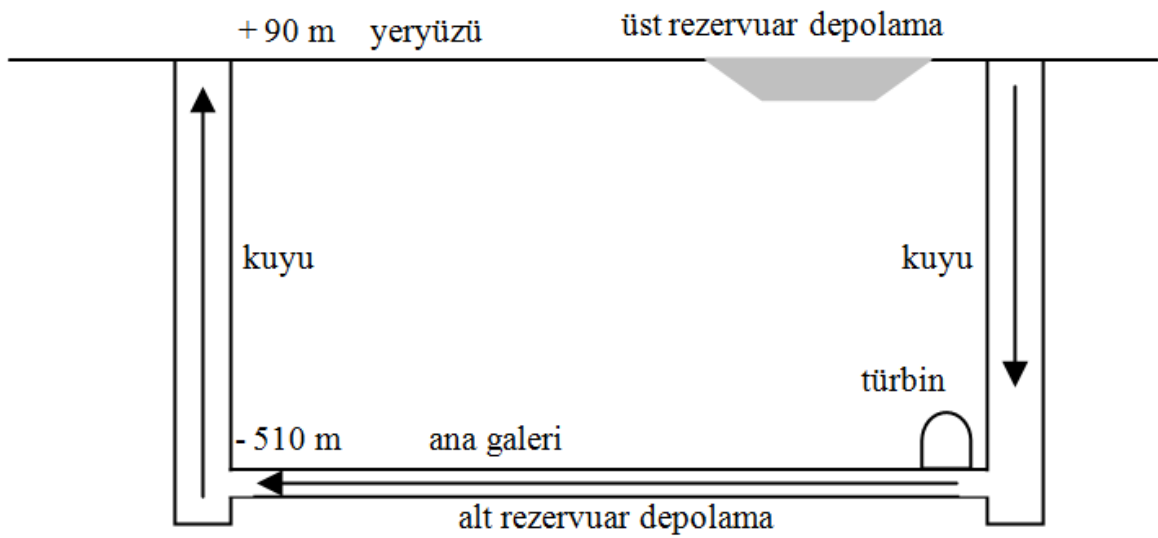 + 90 m yeryüzü
üst rezervuar depolama
kuyu
kuyu
türbin
- 510 m ana galeri
alt rezervuar depolama